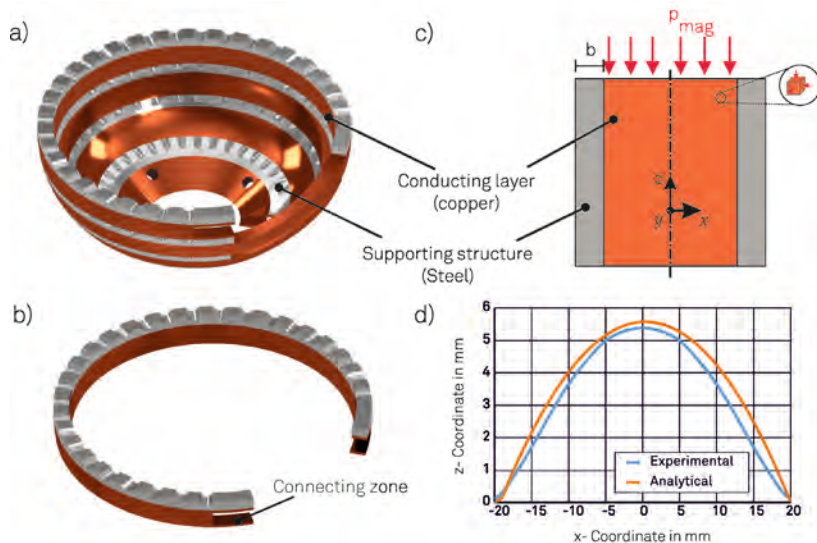 a)
Conducting layer
(copper)
Supporting structure
(Steel)
b)
Connecting zone
c)
p
mag
b
z
y
x
d)
z- Coordinate in mm
6
5
4
3
2
1
0
Experimental
Analytical
-20 -15 -10 -5 0 5 10 15 20
x- Coordinate in mm